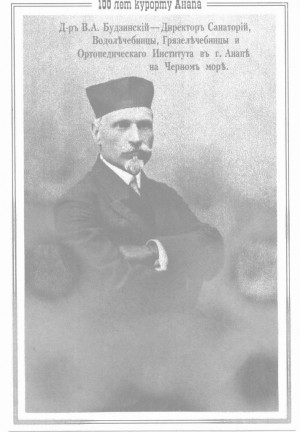 100 лет курорту Анапа
Д-ръ В.А. Будзинскій—Директоръ Санаторій,
Водолѣчебницы, Грязелѣчебницы и
Ортопедическаго Института въ г. Анапѣ
на Черномъ морѣ.